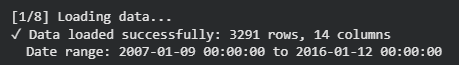 [1/8] Loading data...
✓ Data loaded successfully: 3291 rows, 14 columns
Date range: 2007-01-09 00:00:00 to 2016-01-12 00:00:00